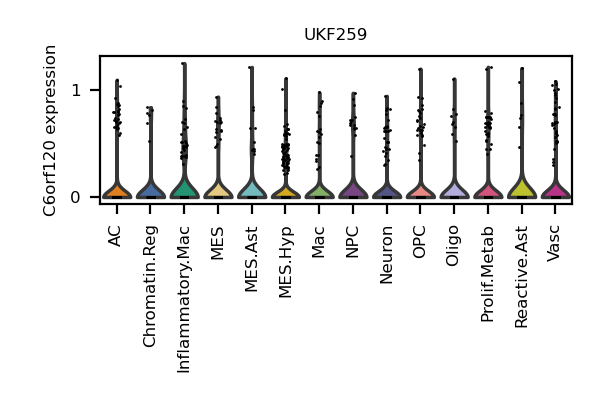 UKF259
C6orf120 expression
1
0
AC
Chromatin.Reg
Inflammatory.Mac
MES
MES.Ast
MES.Hyp
Mac
NPC
Neuron
OPC
Oligo
Prolif.Metab
Reactive.Ast
Vasc